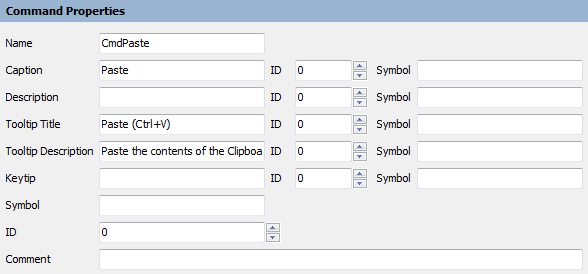 Command Properties
Name CmdPaste
Caption Paste ID 0 Symbol
Description ID 0 Symbol
Tooltip Title Paste (Ctrl+V) ID 0 Symbol
Tooltip Description Paste the contents of the Clipboa ID 0 Symbol
Keytip ID 0 Symbol
Symbol
ID 0
Comment